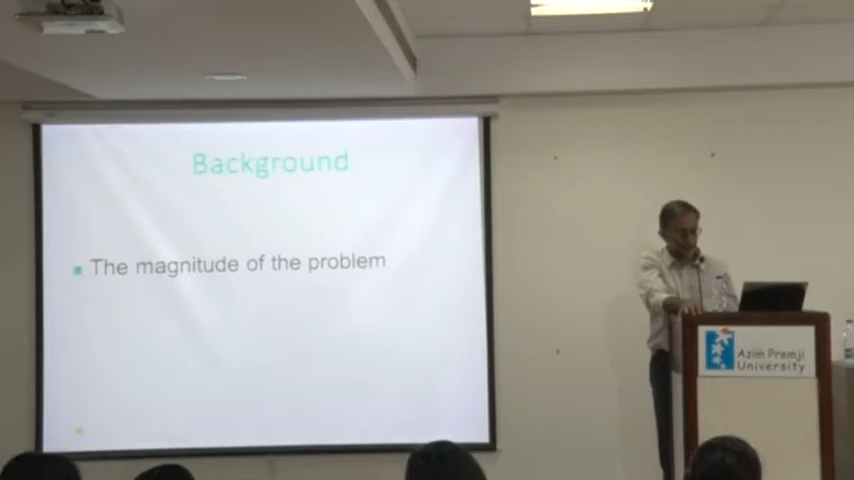 Background
The magnitude of the problem
Azim Premji
University